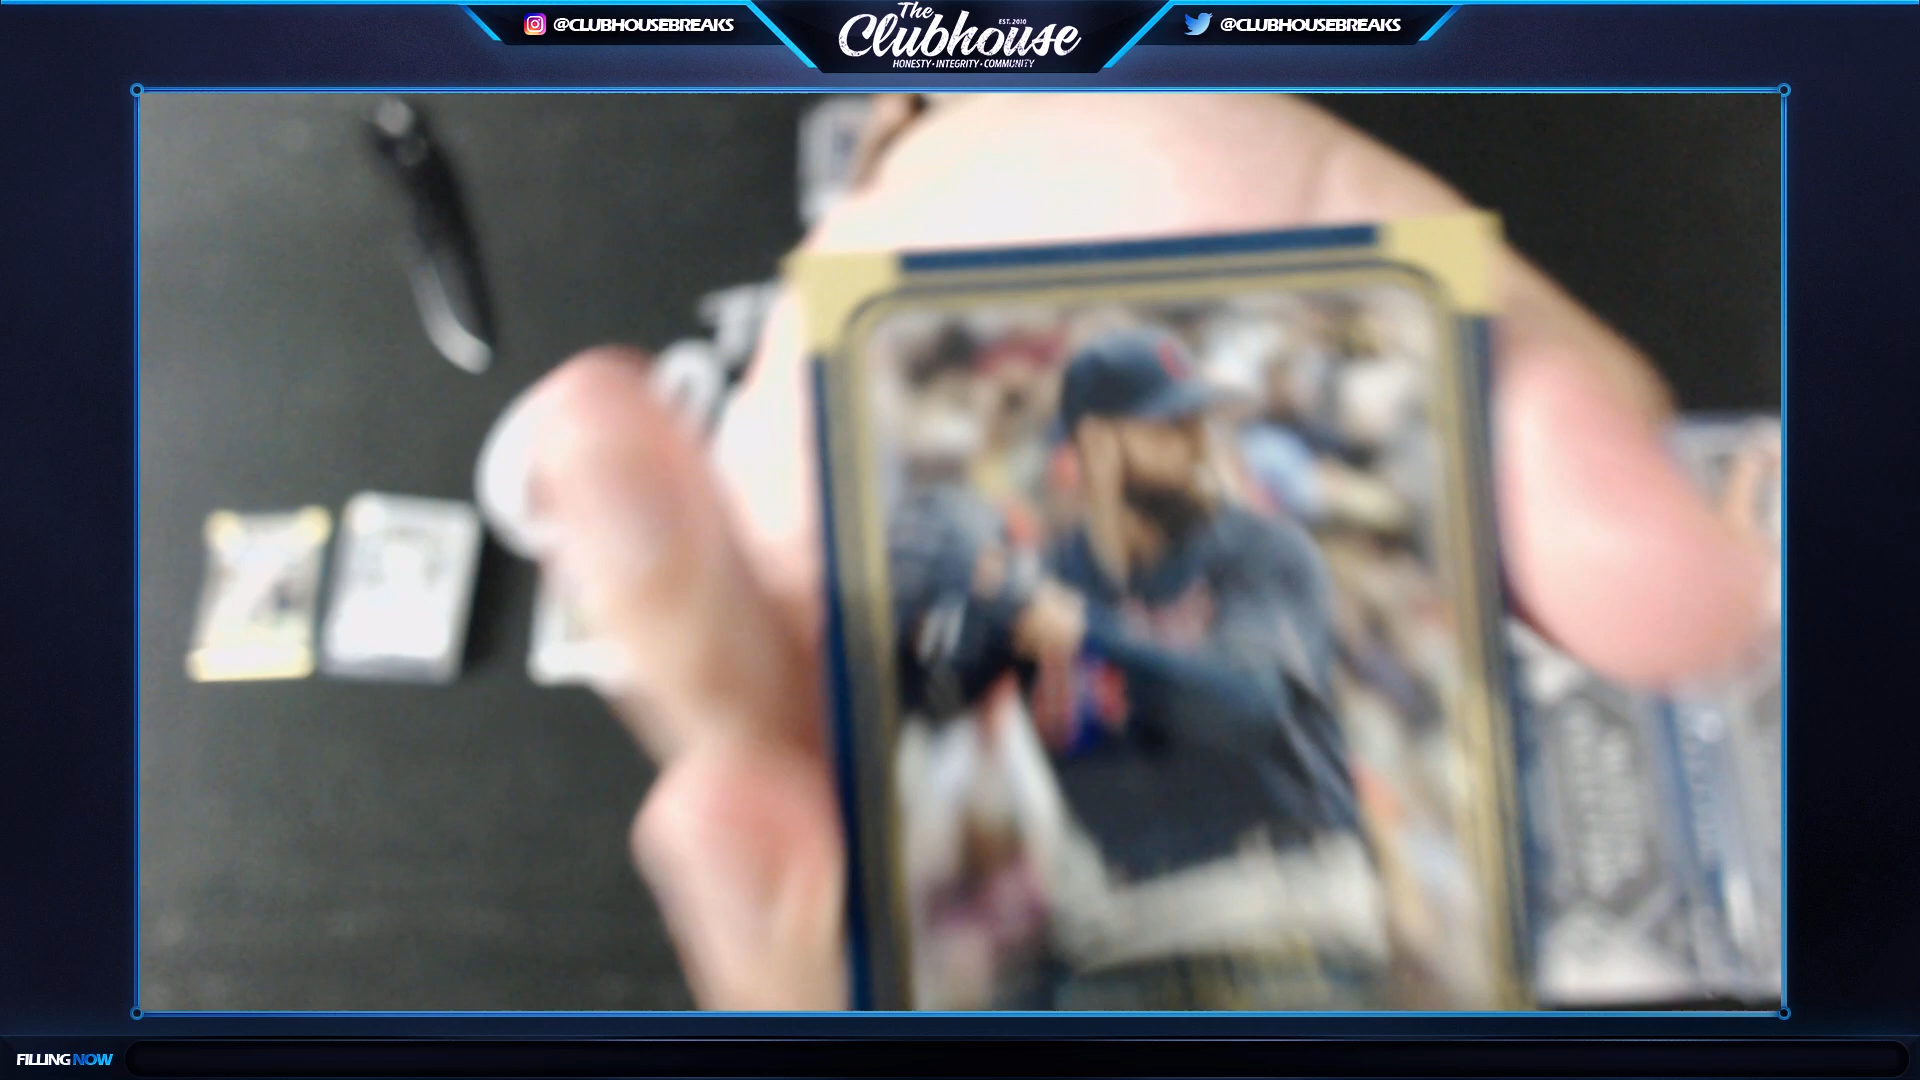 @CLUBHOUSEBREAKS
The
EST. 2010
Clubhouse
HONESTY • INTEGRITY • COMMUNITY
@CLUBHOUSEBREAKS
FILLING NOW